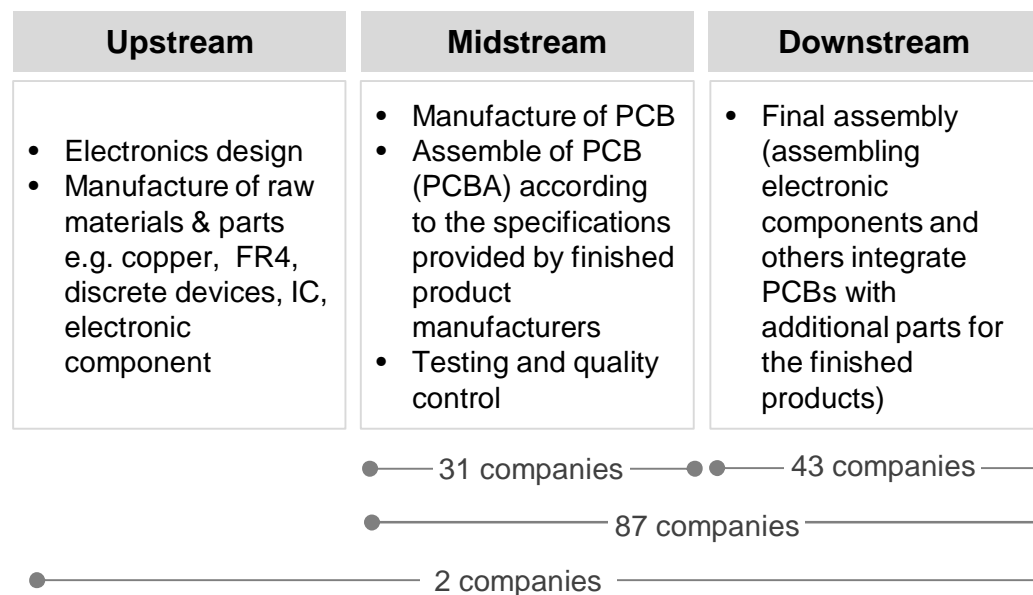 Upstream
Midstream
Downstream
• Electronics design
• Manufacture of raw
materials & parts
e.g. copper, FR4,
discrete devices, IC,
electronic
component
• Manufacture of PCB
• Assemble of PCB
(PCBA) according
to the specifications
provided by finished
product
manufacturers
• Testing and quality
control
• Final assembly
(assembling
electronic
components and
others integrate
PCBs with
additional parts for
the finished
products)
31 companies
43 companies
87 companies
2 companies